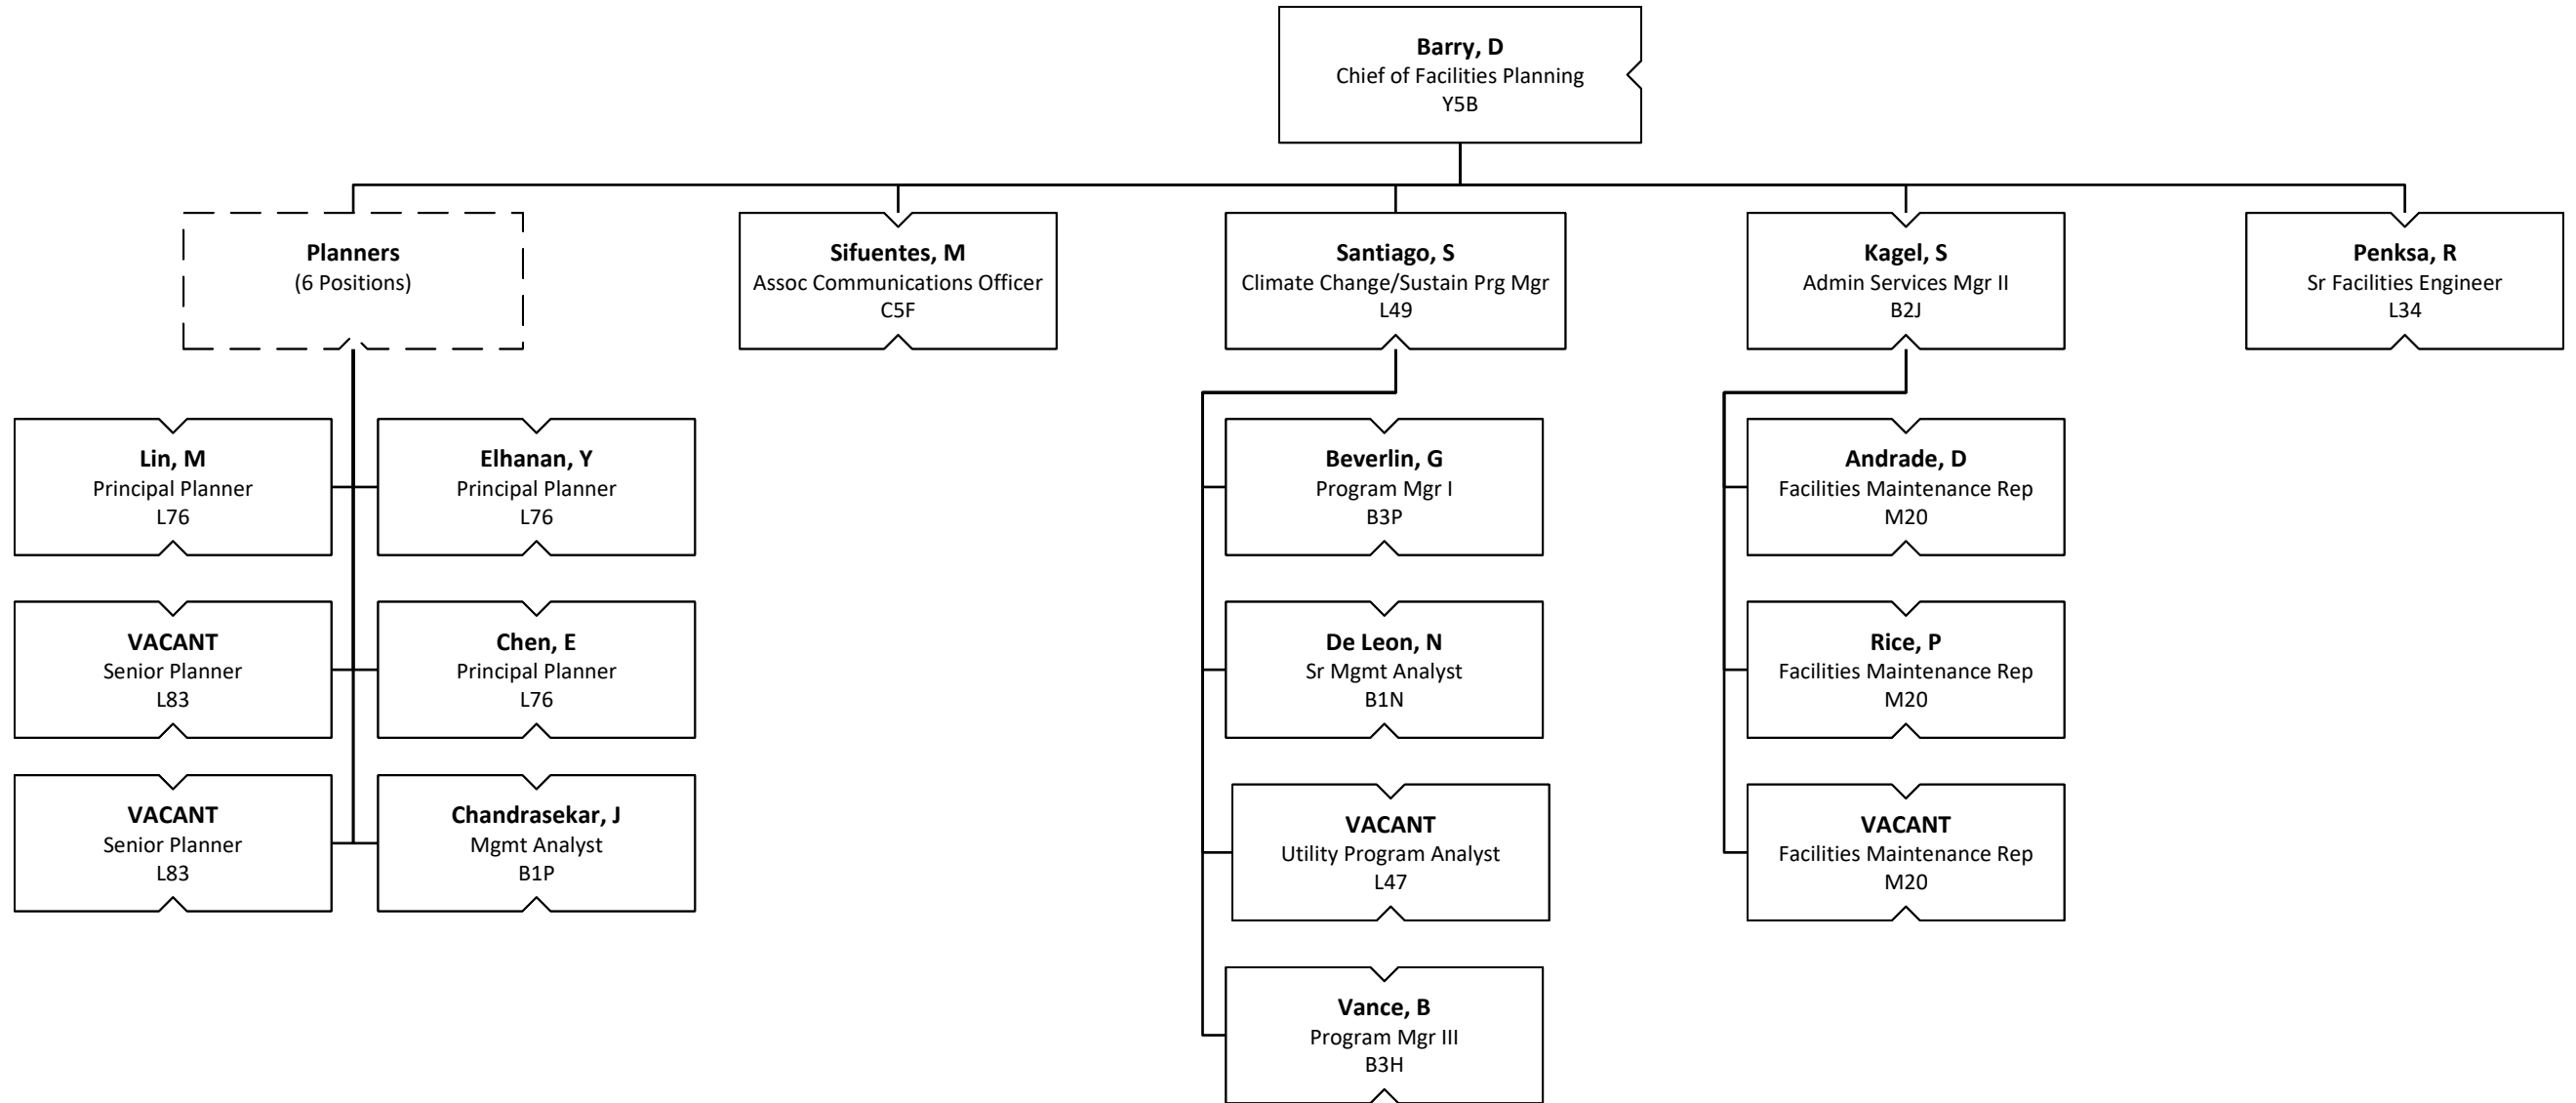 Barry, D
Chief of Facilities Planning
Y5B
Planners
(6 Positions)
Sifuentes, M
Assoc Communications Officer
C5F
Santiago, S
Climate Change/Sustain Prg Mgr
L49
Kagel, S
Admin Services Mgr II
B2J
Penksa, R
Sr Facilities Engineer
L34
Lin, M
Principal Planner
L76
Elhanan, Y
Principal Planner
L76
VACANT
Senior Planner
L83
Chen, E
Principal Planner
L76
VACANT
Senior Planner
L83
Chandrasekar, J
Mgmt Analyst
B1P
Beverlin, G
Program Mgr I
B3P
De Leon, N
Sr Mgmt Analyst
B1N
VACANT
Utility Program Analyst
L47
Vance, B
Program Mgr III
B3H
Andrade, D
Facilities Maintenance Rep
M20
Rice, P
Facilities Maintenance Rep
M20
VACANT
Facilities Maintenance Rep
M20